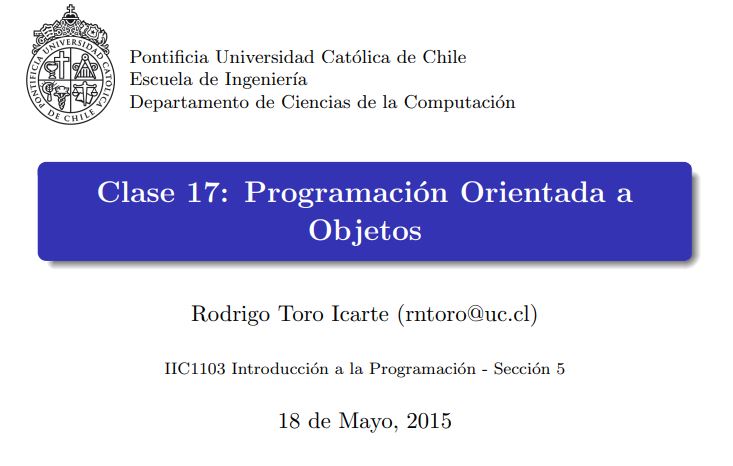 PONTIFICIA UNIVERSIDAD CATOLICA
DE CHILE
Pontificia Universidad Católica de Chile
Escuela de Ingeniería
Departamento de Ciencias de la Computación
Clase 17: Programación Orientada a
Objetos
Rodrigo Toro Icarte (rntoro@uc.cl)
IIC1103 Introducción a la Programación - Sección 5
18 de Mayo, 2015